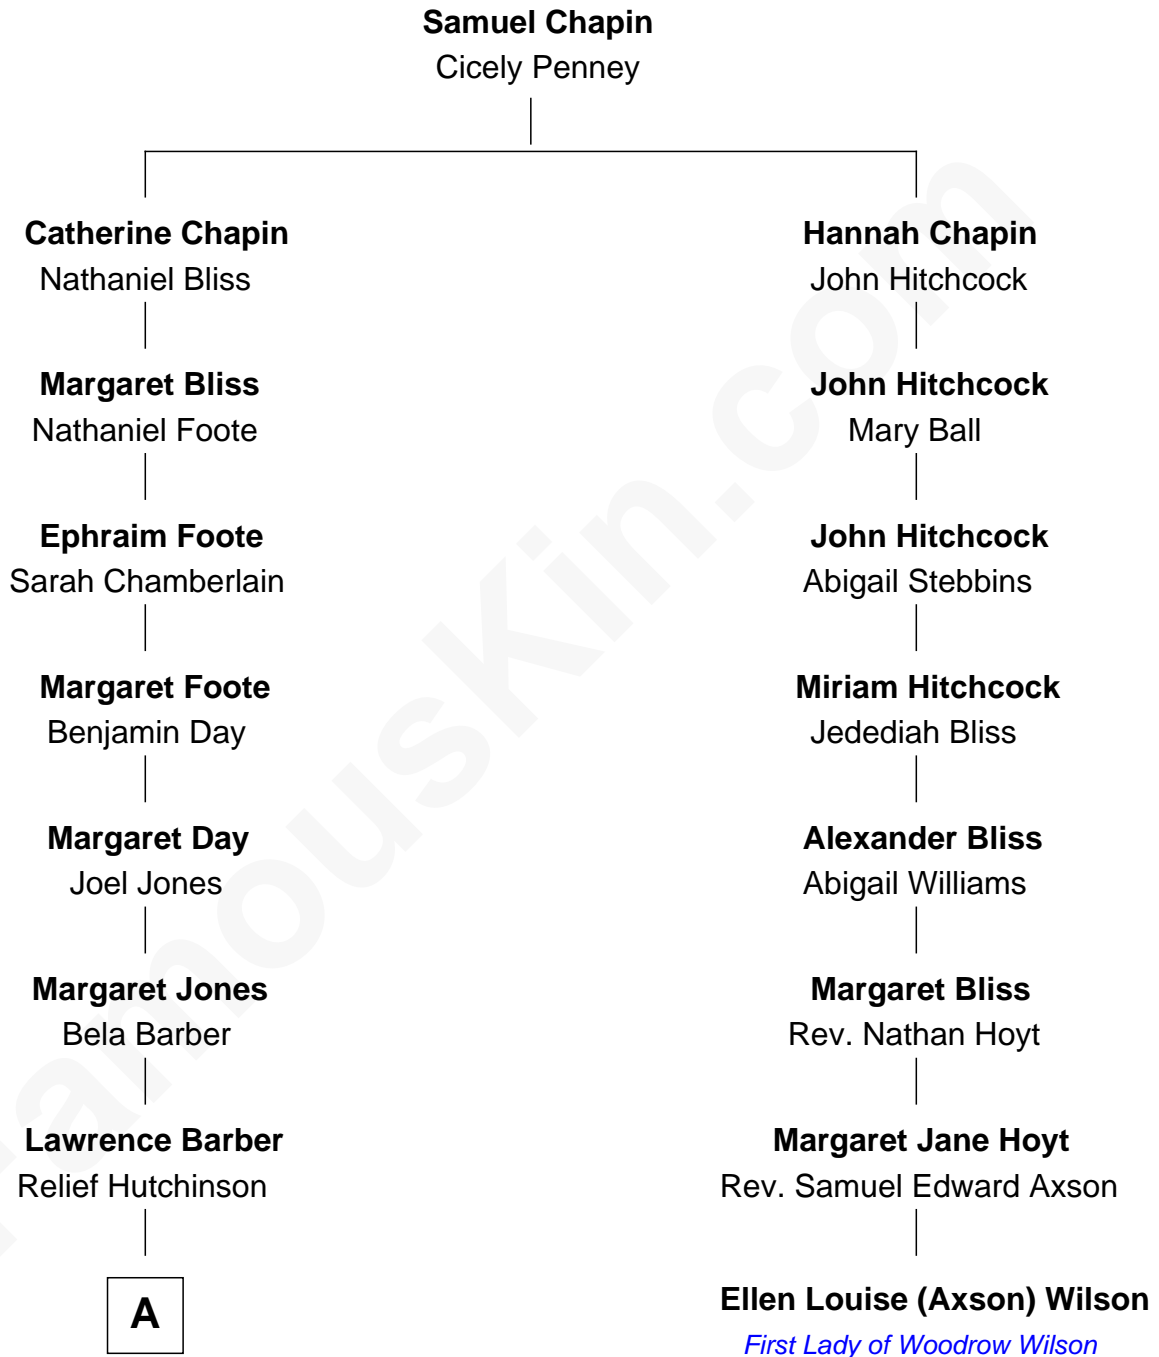 Samuel Chapin
Cicely Penney
Catherine Chapin
Nathaniel Bliss
Hannah Chapin
John Hitchcock
Margaret Bliss
Nathaniel Foote
John Hitchcock
Mary Ball
Ephraim Foote
Sarah Chamberlain
John Hitchcock
Abigail Stebbins
Margaret Foote
Benjamin Day
Miriam Hitchcock
Jedediah Bliss
Margaret Day
Joel Jones
Alexander Bliss
Abigail Williams
Margaret Jones
Bela Barber
Margaret Bliss
Rev. Nathan Hoyt
Lawrence Barber
Relief Hutchinson
Margaret Jane Hoyt
Rev. Samuel Edward Axson
A
Ellen Louise (Axson) Wilson
First Lady of Woodrow Wilson
FamousKin.com